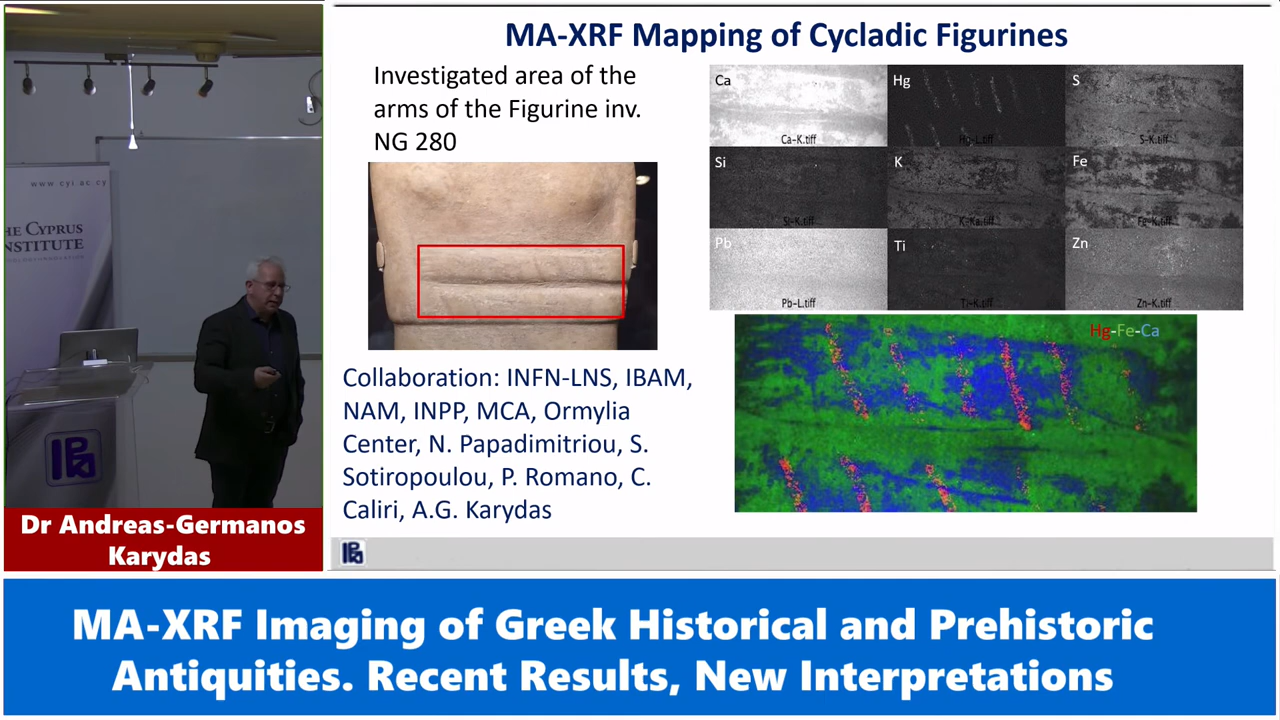 MA-XRF Mapping of Cycladic Figurines
Investigated area of the
arms of the Figurine inv.
NG 280
Ca
Ca-K.tiff
Hg
S
S-K.tiff
Si
Si-K.tiff
K
K-Ka.tiff
Fe
Fe-K.tiff
Pb
Pb-L.tiff
Ti
Ti-K.tiff
Zn
Zn-K.tiff
Hg-Fe-Ca
Collaboration: INFN-LNS, IBAM,
NAM, INPP, MCA, Ormylia
Center, N. Papadimitriou, S.
Sotiropoulou, P. Romano, C.
Caliri, A.G. Karydas
www.cyi.ac.cy
HE CYPRUS
NSTITUTE
Dr Andreas-Germanos
Karydas
MA-XRF Imaging of Greek Historical and Prehistoric
Antiquities. Recent Results, New Interpretations